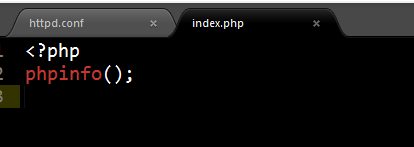 httpd.conf × index.php ×
1 <?php
2 phpinfo();
3